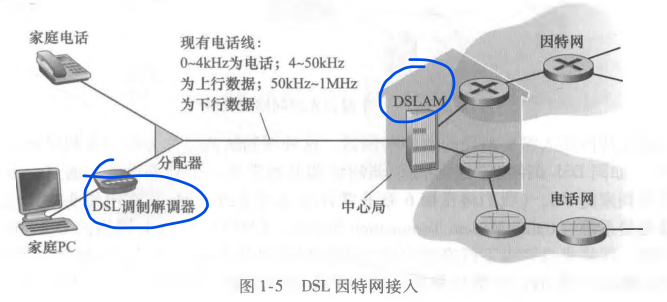 家庭电话
现有电话线：
0~4kHz为电话；4~50kHz
为上行数据；50kHz~1MHz
为下行数据
因特网
DSLAM
分配器
DSL调制解调器
中心局
电话网
家庭PC
图1-5 DSL因特网接入